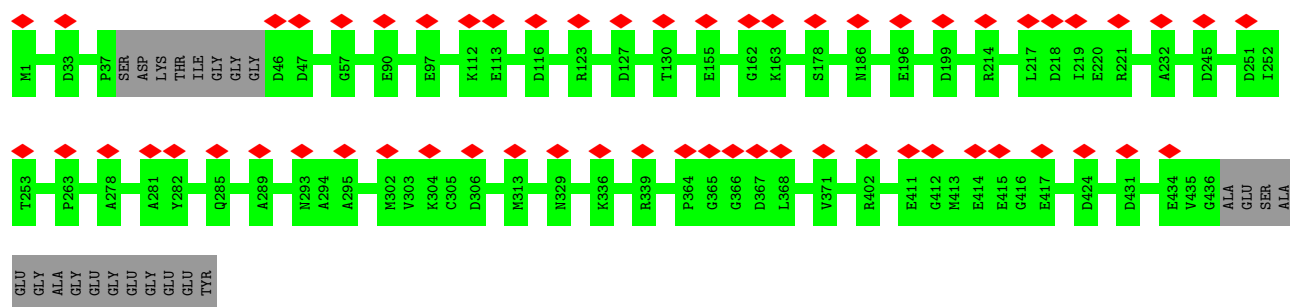 M1 D33 P37 SER ASP LYS THR ILE GLY GLY GLY D46 D47 G57 E90 E97 K112 E113 D116 R123 D127 T130 E155 G162 K163 S178 N186 E196 D199 R214 L217 D218 I219 E220 R221 A232 D245 D251 I252
T253 P263 A278 A281 Y282 Q285 A289 N293 A294 A295 M302 V303 K304 C305 D306 M313 N329 K336 R339 P364 G365 G366 D367 L368 V371 R402 E411 G412 M413 E414 E415 G416 E417 D424 D431 E434 V435 G436 ALA GLU SER ALA
GLU GLY ALA GLY GLU GLY GLU GLY GLU GLU TYR